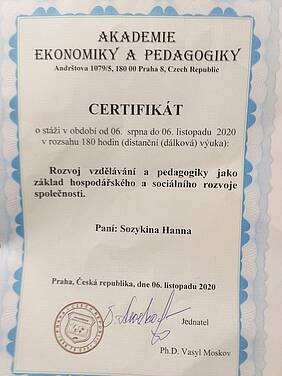 AKADEMIE
EKONOMIKY A PEDAGOGIKY
Andrštova 1079/5, 180 00 Praha 8, Czech Republic
CERTIFIKÁT
o stáži v období od 06. srpna do 06. listopadu 2020
v rozsahu 180 hodin (distanční (dálková) výuka):
Rozvoj vzdělávání a pedagogiky jako
základ hospodářského a sociálního rozvoje
společnosti.
Paní: Sozykina Hanna
Praha, Česká republika, dne 06. listopadu 2020
Jednatel
Ph.D. Vasyl Moskov